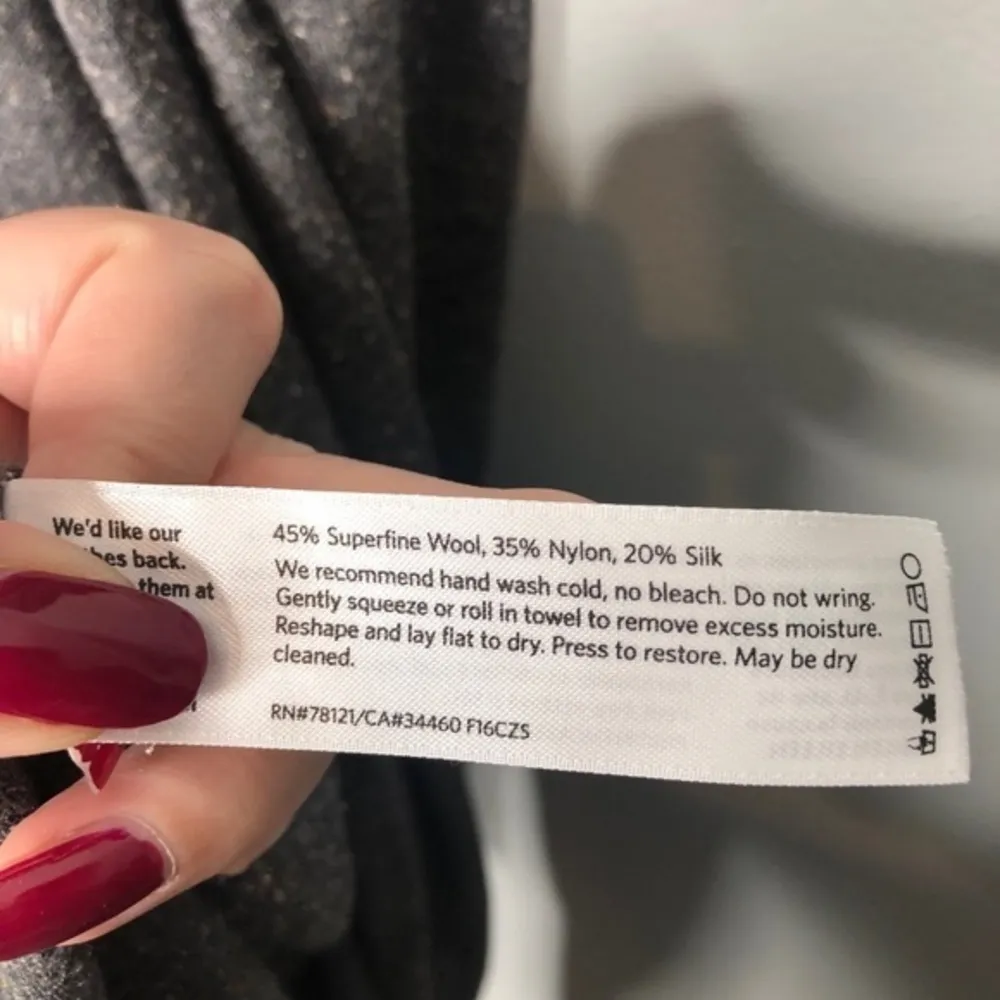 We'd like our
back.
them at
45% Superfine Wool, 35% Nylon, 20% Silk
We recommend hand wash cold, no bleach. Do not wring.
Gently squeeze or roll in towel to remove excess moisture.
Reshape and lay flat to dry. Press to restore. May be dry
cleaned.
RN#78121/CA#34460 F16CZS